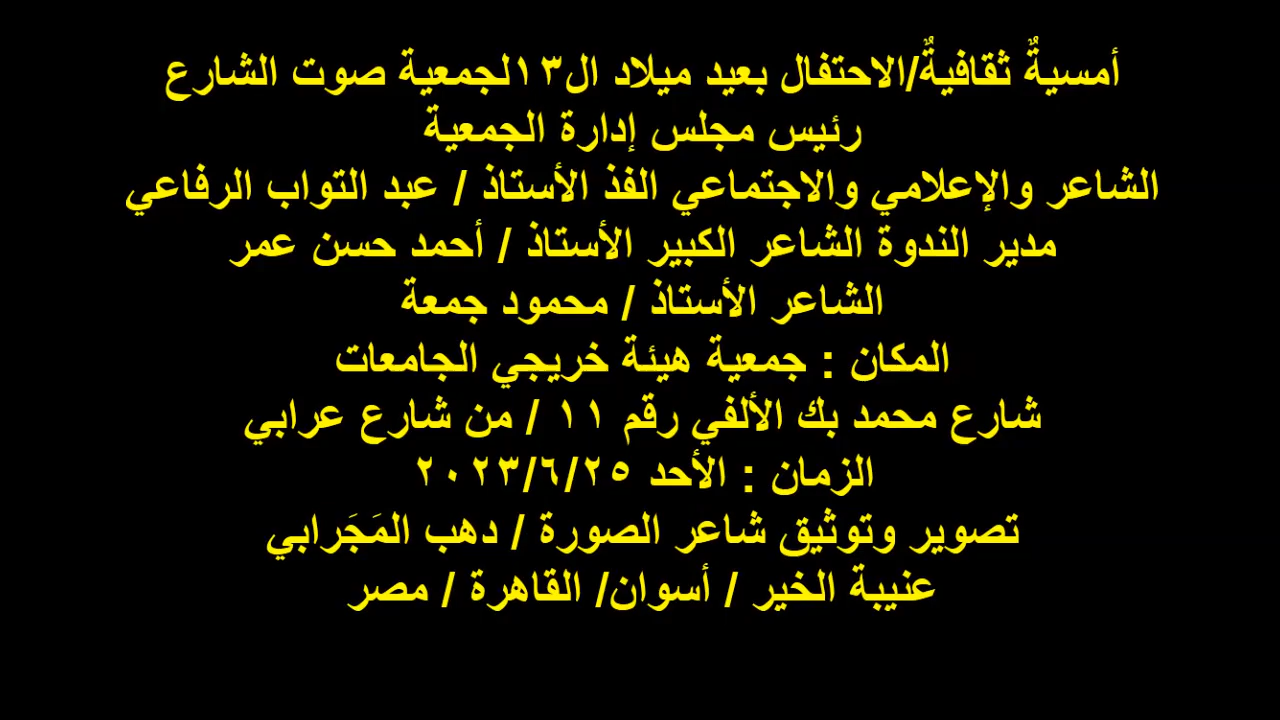 أمسيةٌ ثقافيةٌ/الاحتفال بعيد ميلاد ال١٣لجمعية صوت الشارع
رئيس مجلس إدارة الجمعية
الشاعر والإعلامي والاجتماعي الفذ الأستاذ / عبد التواب الرفاعي
مدير الندوة الشاعر الكبير الأستاذ / أحمد حسن عمر
الشاعر الأستاذ / محمود جمعة
المكان : جمعية هيئة خريجي الجامعات
شارع محمد بك الألفي رقم ١١ / من شارع عرابي
الزمان : الأحد ٢٠٢٣/٦/٢٥
تصوير وتوثيق شاعر الصورة / دهب المَجَرابي
عنيبة الخير / أسوان/ القاهرة / مصر